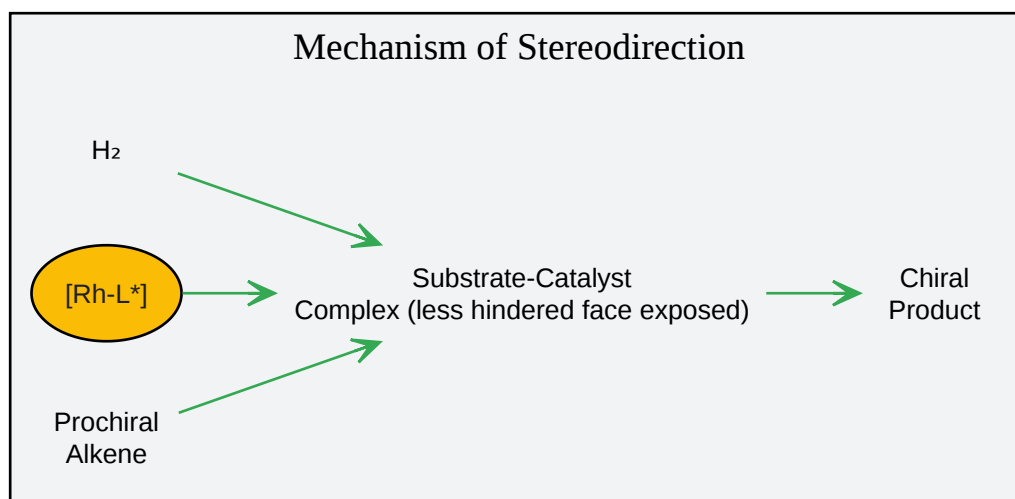 Mechanism of Stereodirection
H₂
[Rh-L*]
Substrate-Catalyst
Complex (less hindered face exposed)
Chiral
Product
Prochiral
Alkene